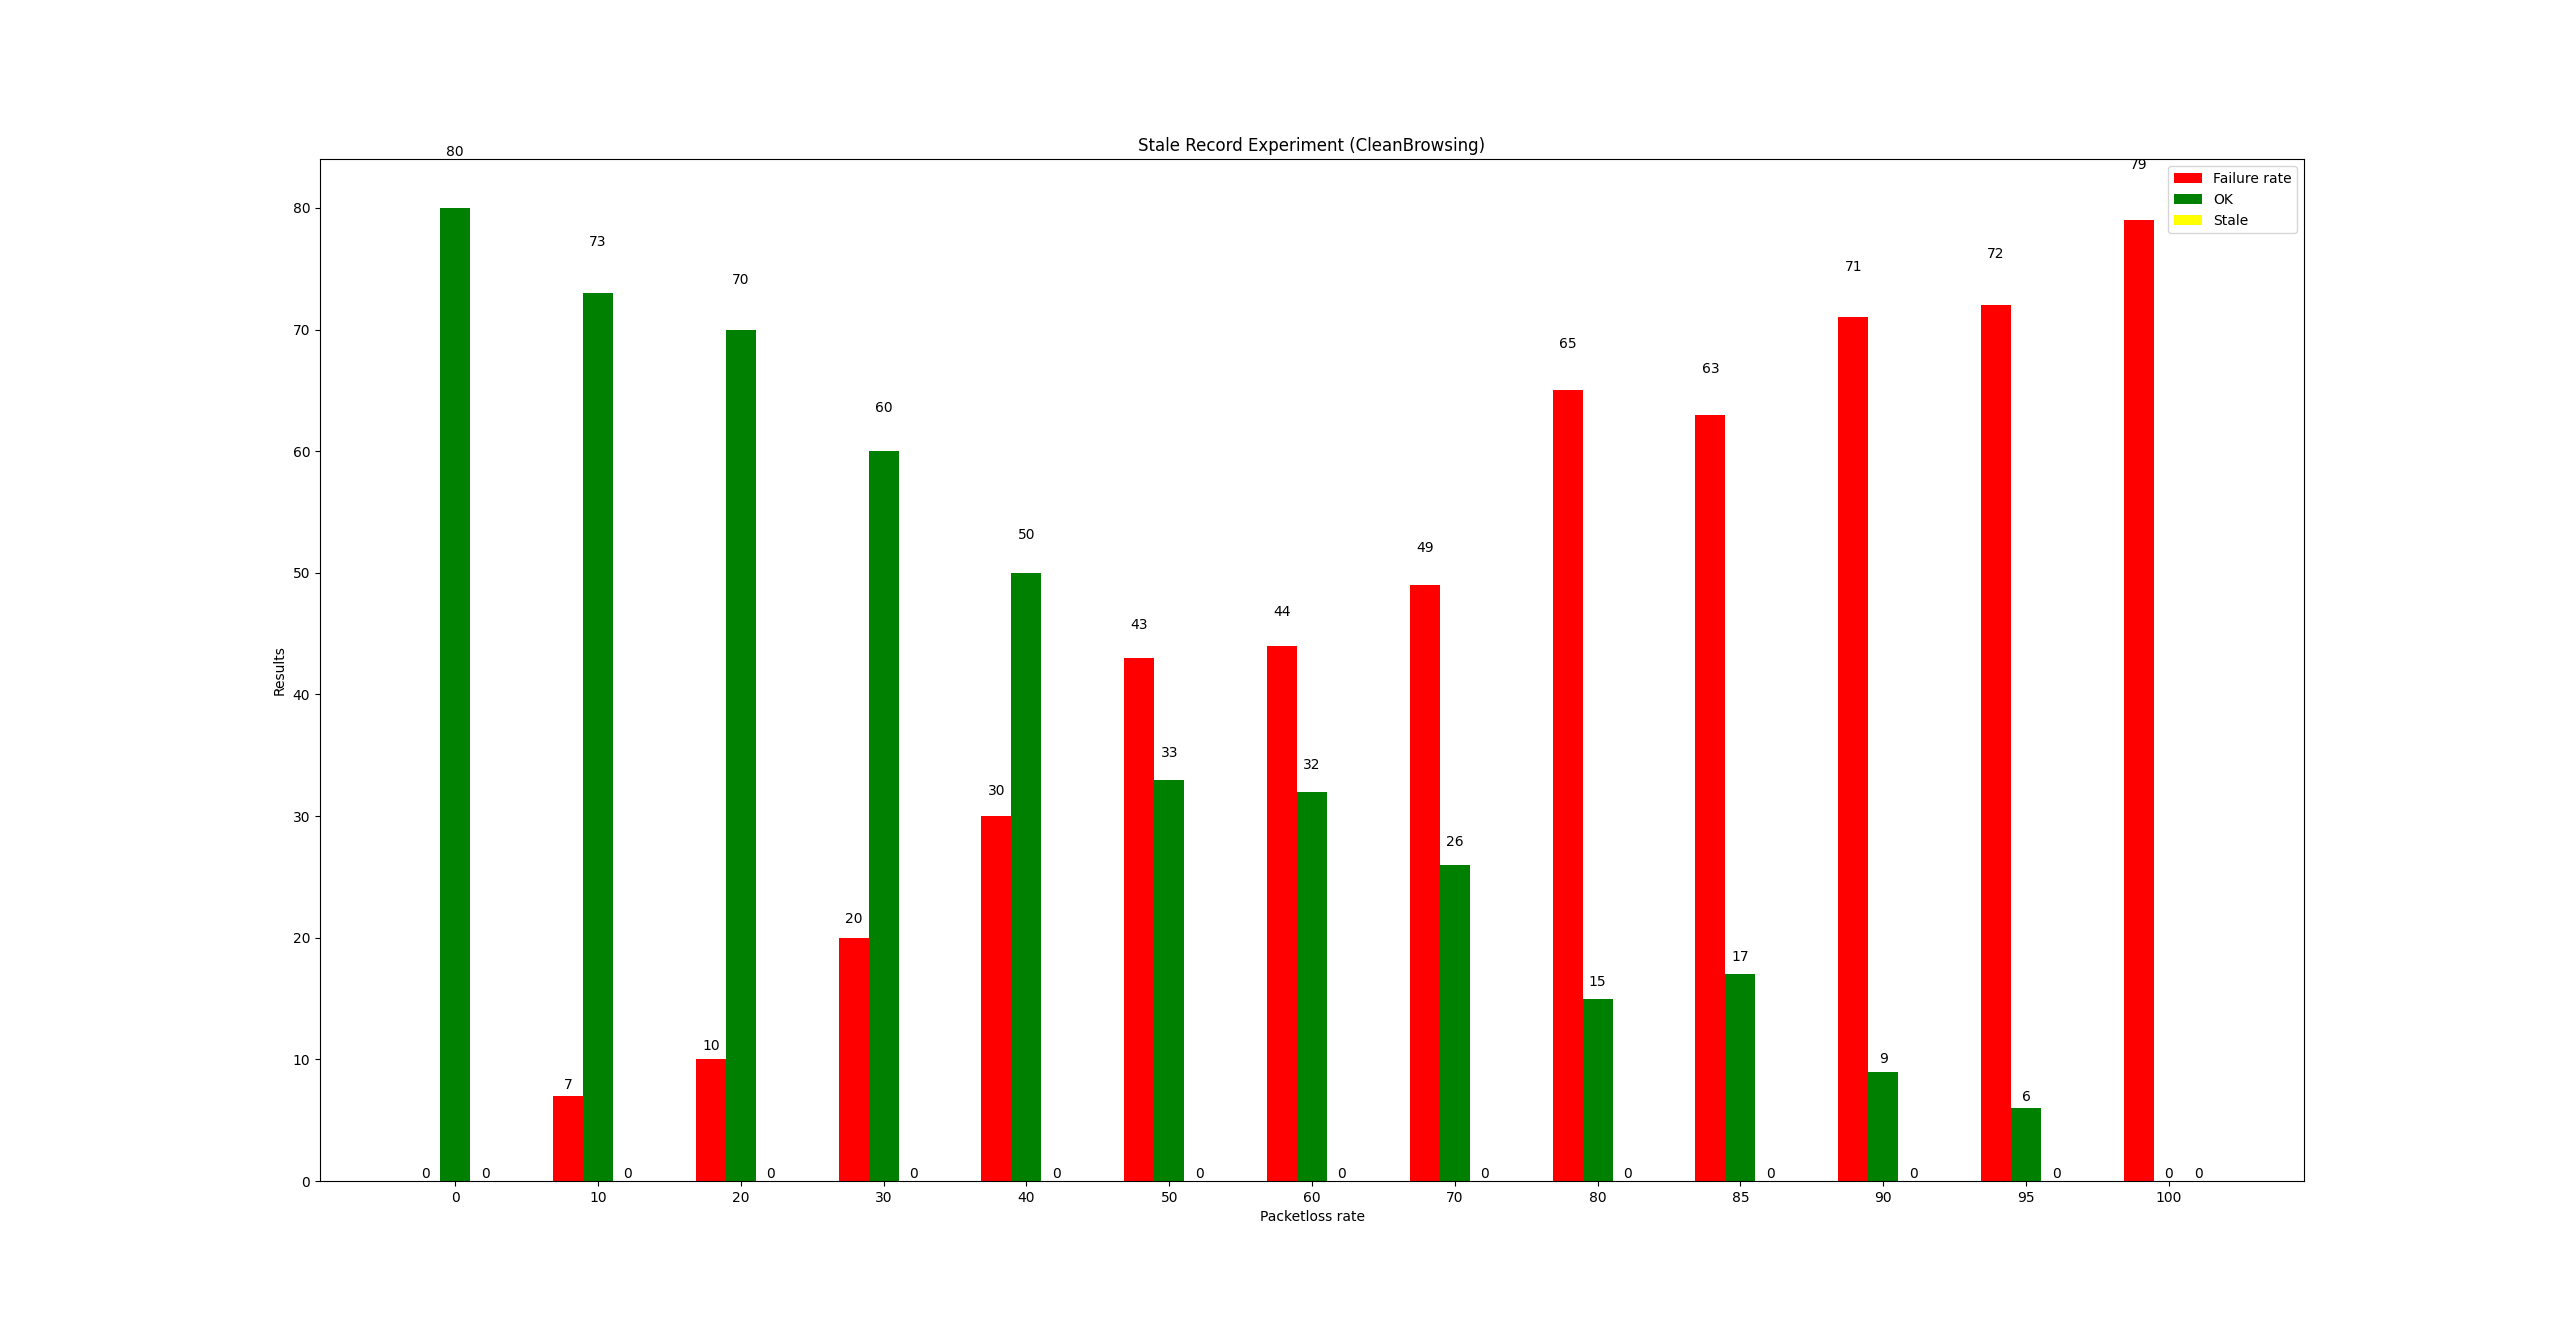 Stale Record Experiment (CleanBrowsing)
Failure rate
OK
Stale
Results
80
70
60
50
40
30
20
10
0
0 80 0
7 73 0
10 70 0
20 60 0
30 50 0
43 33 0
44 32 0
49 26 0
65 15 0
63 17 0
71 9 0
72 6 0
79 0 0
0 10 20 30 40 50 60 70 80 85 90 95 100
Packetloss rate